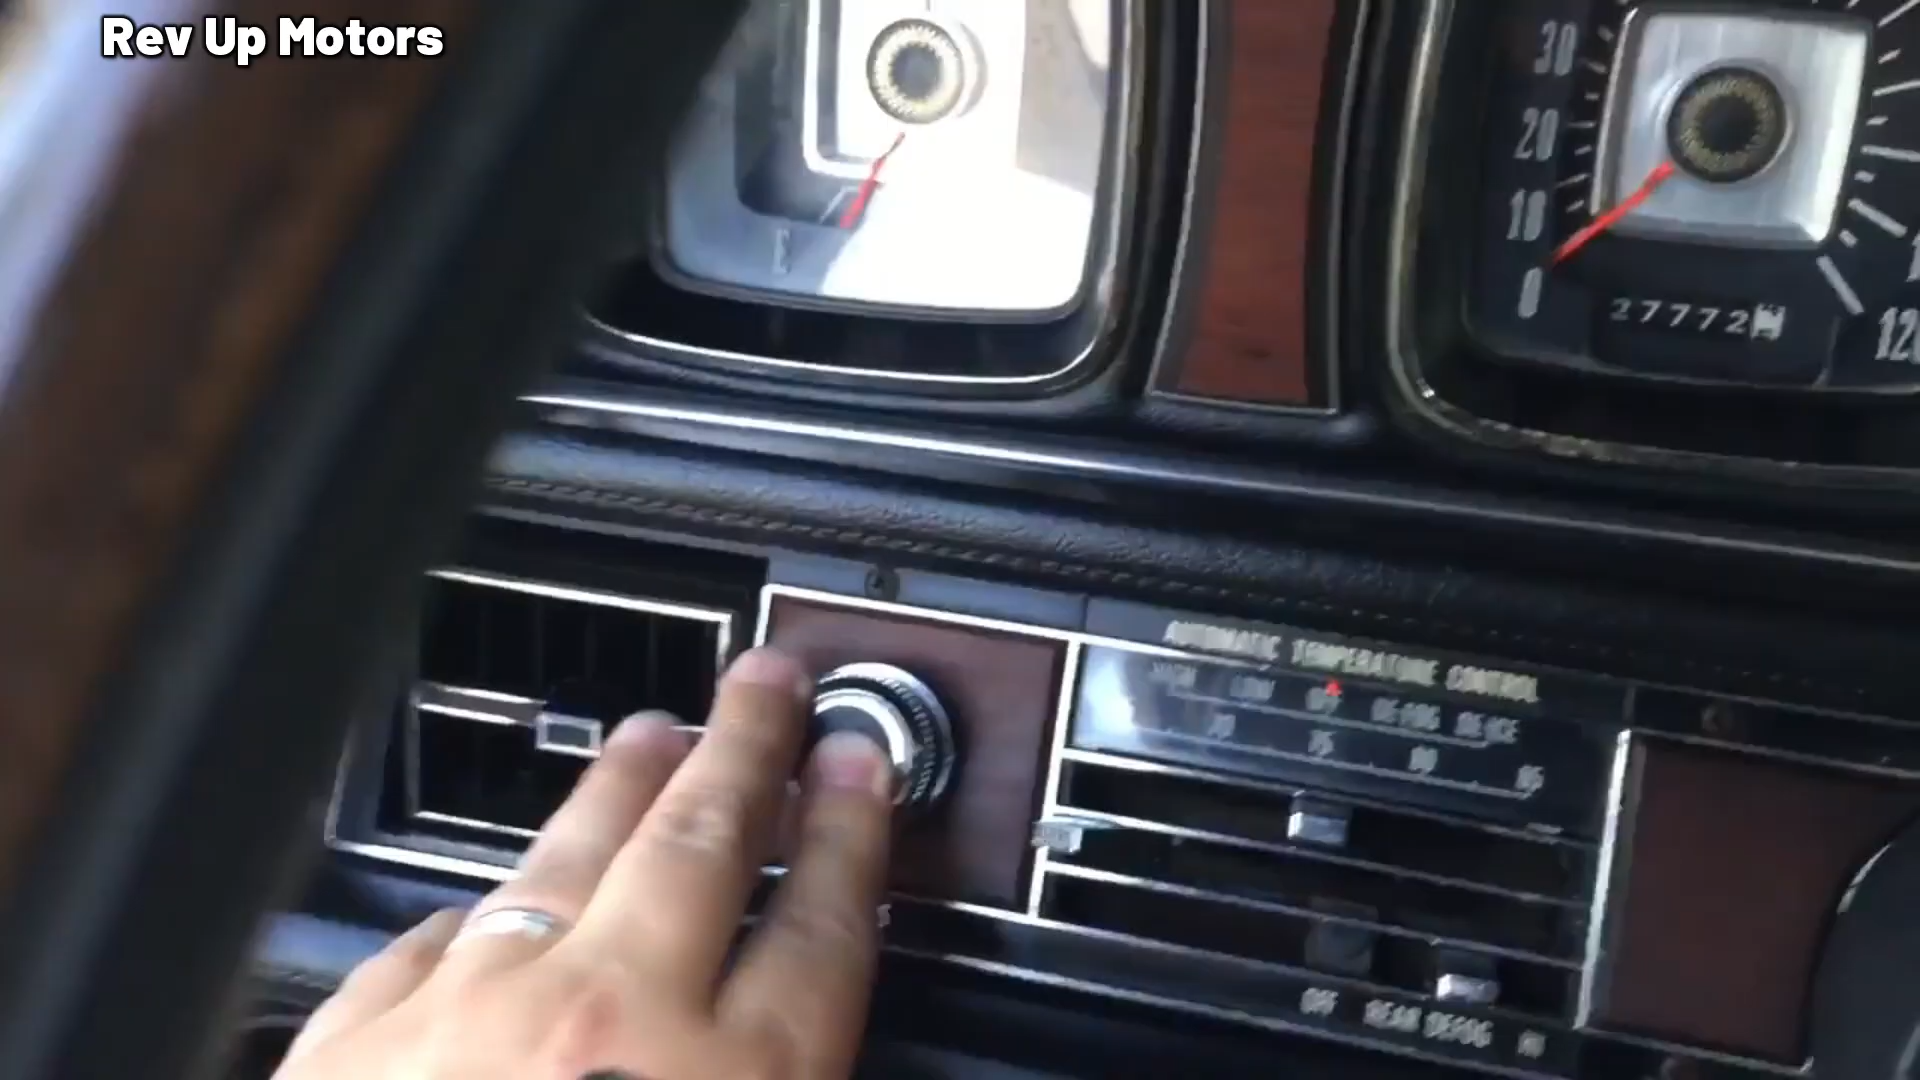 Rev Up Motors
30
20
10
0
E
27772
120
AUTOMATIC TEMPERATURE CONTROL
HIGH LOW OFF DE-FOG DE-ICE
70 75 80 85
OFF REAR DEFOG